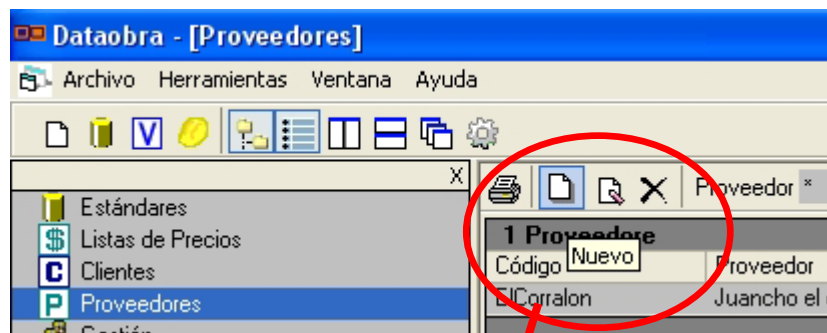 Dataobra - [Proveedores]
Archivo Herramientas Ventana Ayuda
V
X
Estándares
$ Listas de Precios
C Clientes
P Proveedores
Gestión
Proveedor *
1 Proveedore
Código Nuevo Proveedor
ElCorralon Juancho el